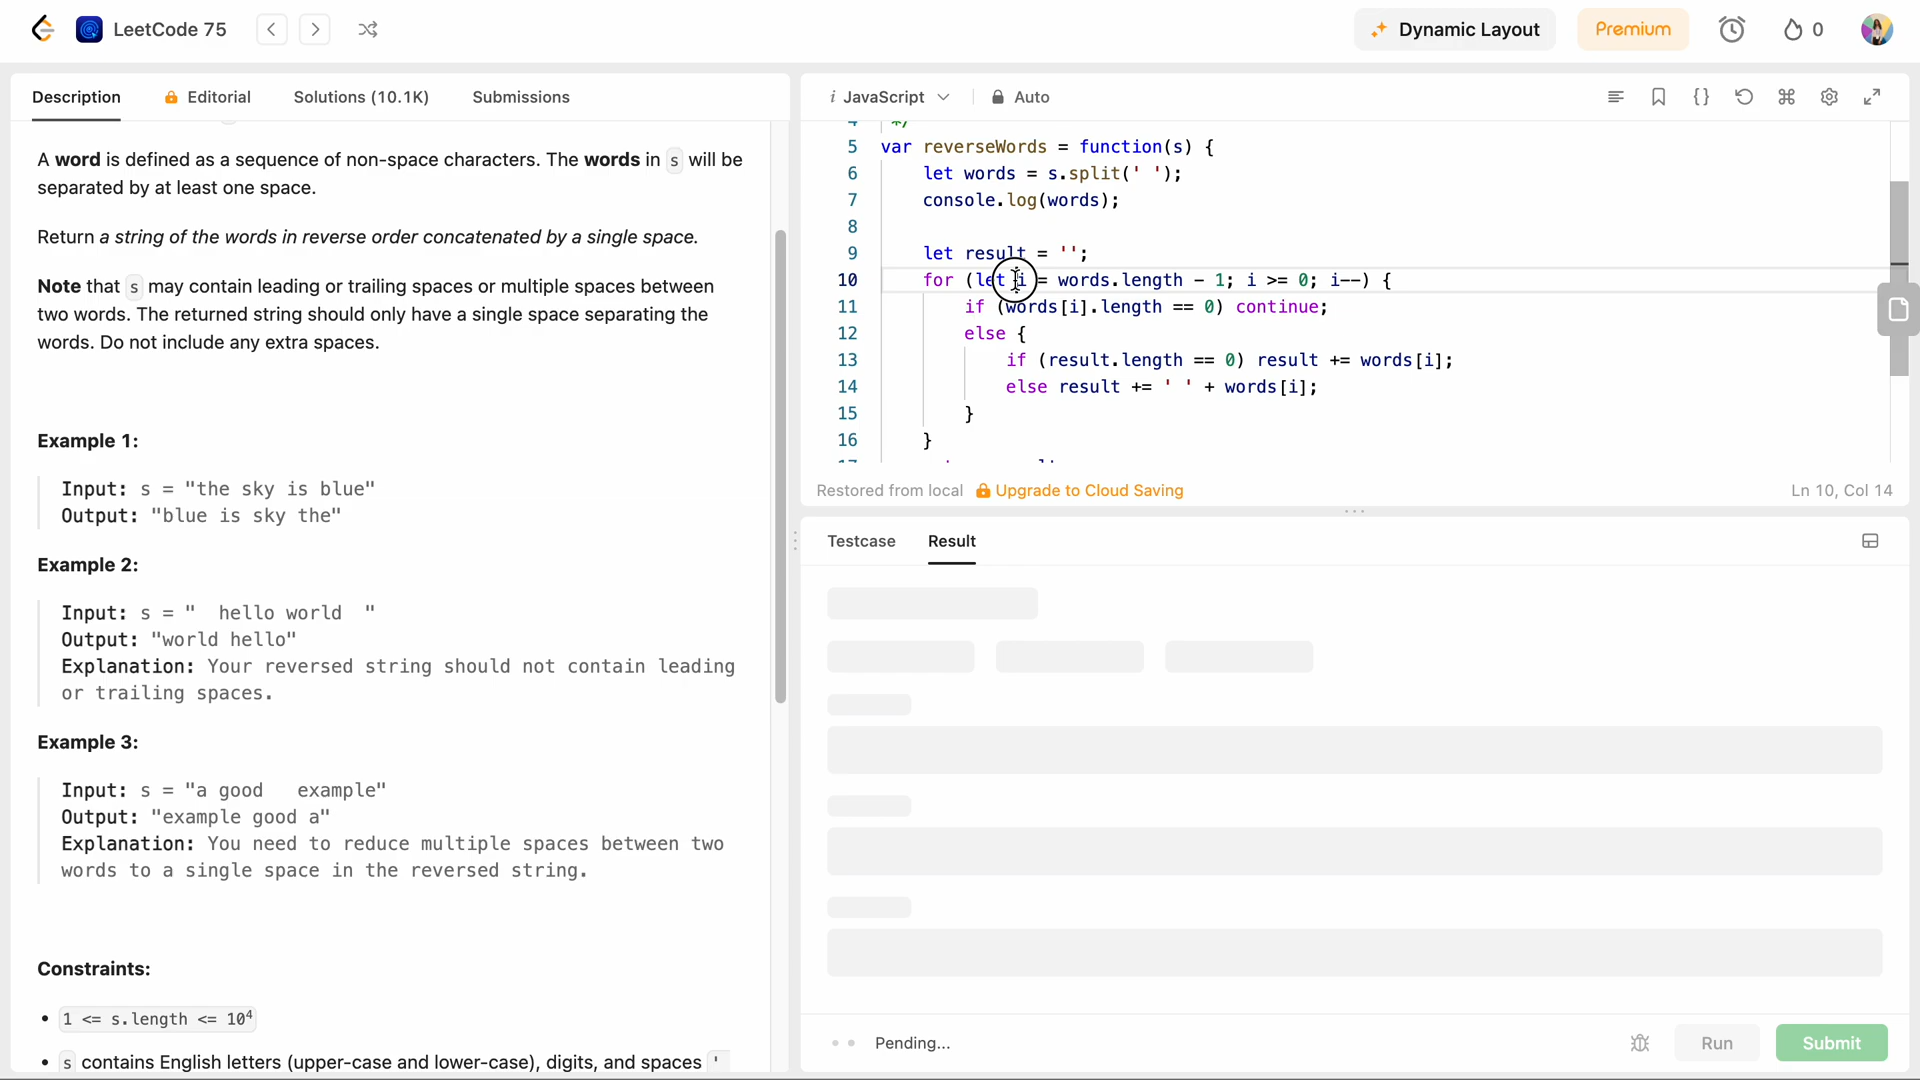 LeetCode 75
Dynamic Layout
Premium
0
Description
Editorial
Solutions (10.1K)
Submissions
A word is defined as a sequence of non-space characters. The words in s will be
separated by at least one space.
Return a string of the words in reverse order concatenated by a single space.
Note that s may contain leading or trailing spaces or multiple spaces between
two words. The returned string should only have a single space separating the
words. Do not include any extra spaces.
Example 1:
Input: s = "the sky is blue"
Output: "blue is sky the"
Example 2:
Input: s = "  hello world  "
Output: "world hello"
Explanation: Your reversed string should not contain leading
or trailing spaces.
Example 3:
Input: s = "a good   example"
Output: "example good a"
Explanation: You need to reduce multiple spaces between two
words to a single space in the reversed string.
Constraints:
• 1 <= s.length <= 10⁴
• s contains English letters (upper-case and lower-case), digits, and spaces '
i JavaScript
Auto
4 */
5 var reverseWords = function(s) {
6 let words = s.split(' ');
7 console.log(words);
8
9 let result = '';
10 for (let i = words.length - 1; i >= 0; i--) {
11 if (words[i].length == 0) continue;
12 else {
13 if (result.length == 0) result += words[i];
14 else result += ' ' + words[i];
15 }
16 }
Restored from local
Upgrade to Cloud Saving
Ln 10, Col 14
Testcase
Result
Pending...
Run
Submit